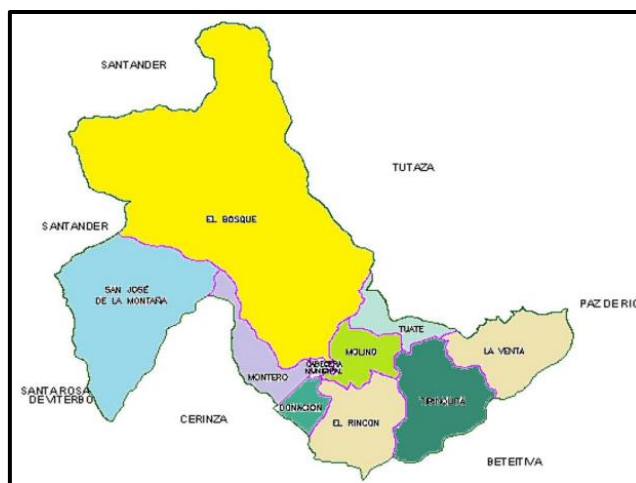 SANTANDER
TUTAZA
EL BOSQUE
SANTANDER
SAN JOSÉ
DE LA MONTAÑA
PAZ DE RIO
TUATE
LA VENTA
MOLINO
CABECERA
MUNICIPAL
MONTERO
SANTA ROSA
DE VITERBO
TIRINQUITA
DONACION
CERINZA
EL RINCON
BETEITIVA